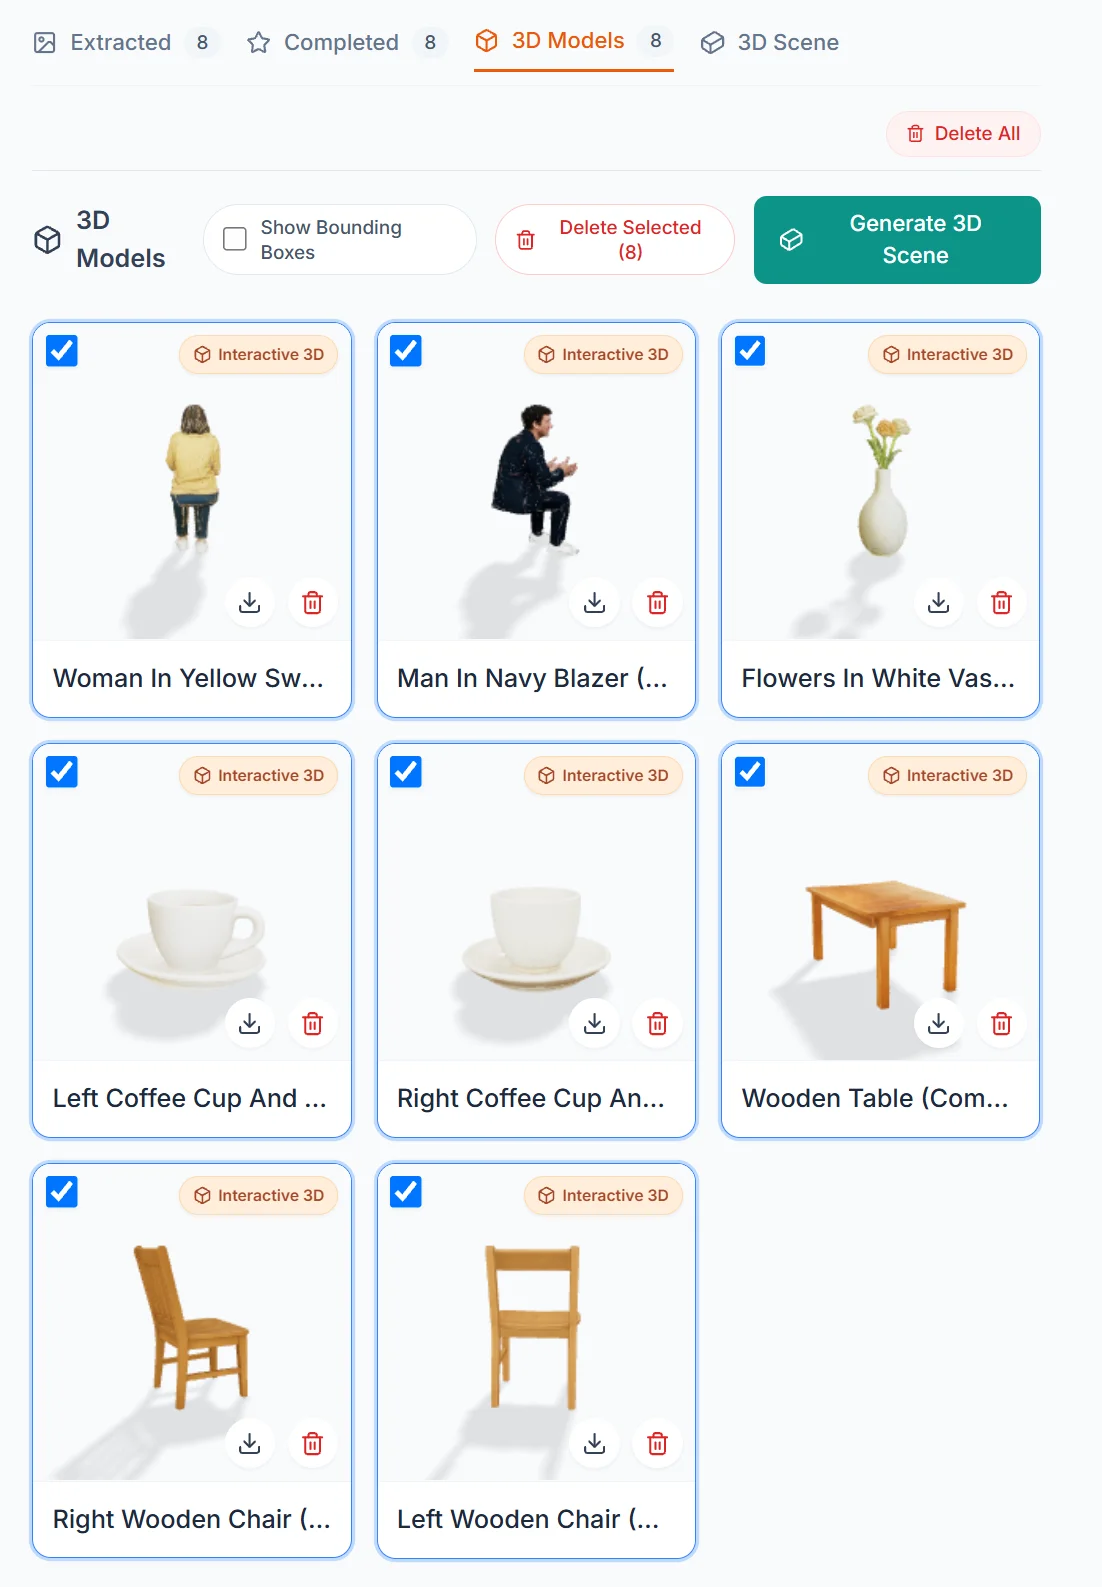 Extracted 8 Completed 8 3D Models 8 3D Scene
Delete All
3D
Models
Show Bounding
Boxes
Delete Selected
(8)
Generate 3D
Scene
Interactive 3D
Interactive 3D
Interactive 3D
Woman In Yellow Sw...
Man In Navy Blazer (...
Flowers In White Vas...
Interactive 3D
Interactive 3D
Interactive 3D
Left Coffee Cup And ...
Right Coffee Cup An...
Wooden Table (Com...
Interactive 3D
Interactive 3D
Right Wooden Chair (...
Left Wooden Chair (...